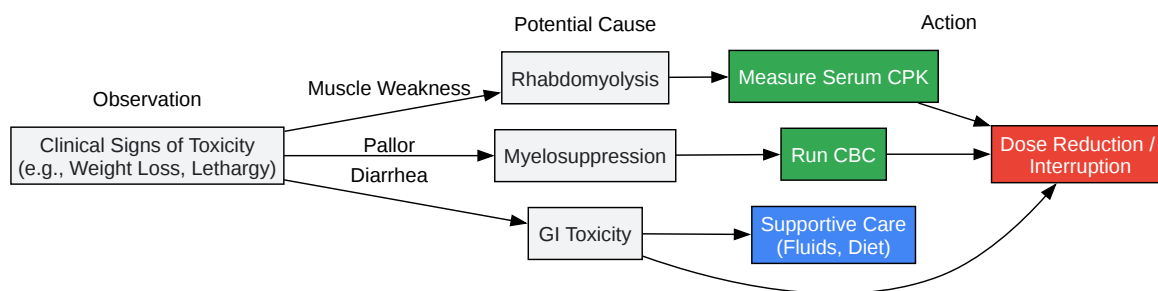 Potential Cause
Action
Observation
Muscle Weakness
Rhabdomyolysis
Measure Serum CPK
Clinical Signs of Toxicity
(e.g., Weight Loss, Lethargy)
Pallor
Myelosuppression
Run CBC
Dose Reduction /
Interruption
Diarrhea
GI Toxicity
Supportive Care
(Fluids, Diet)